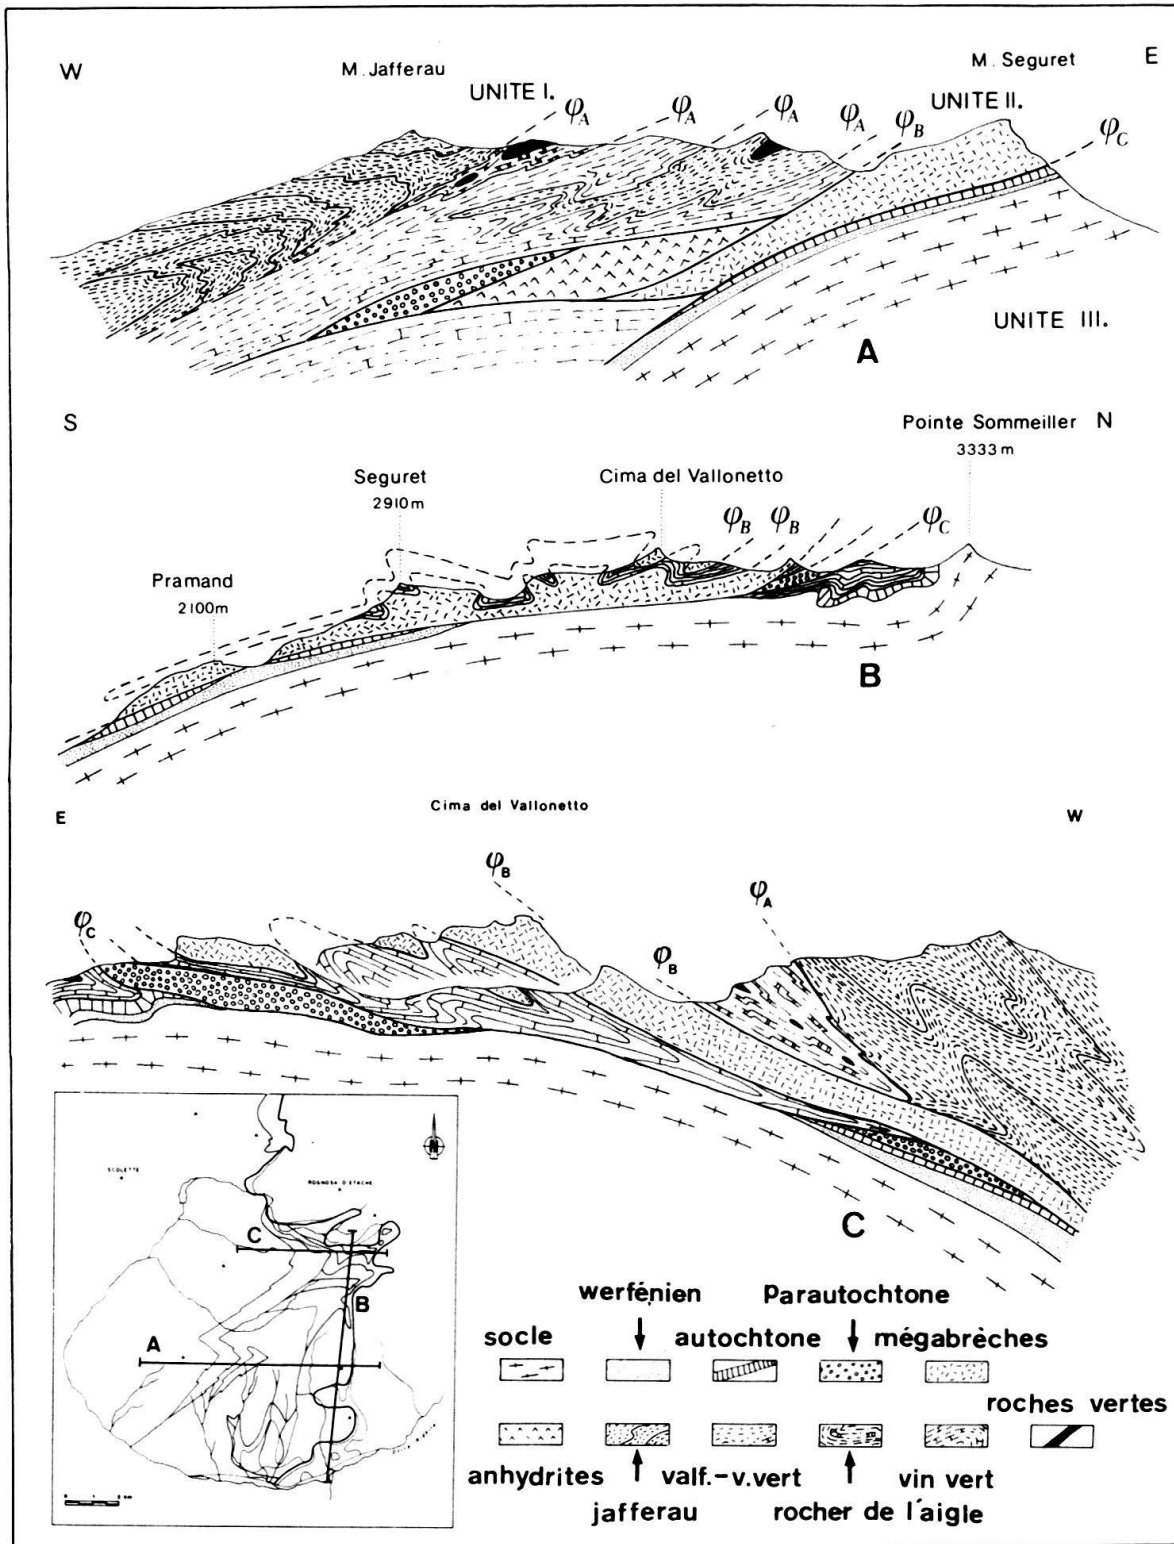 W
M. Jafferau
M. Seguret
E
UNITE I.
φA
φA
φA
φA
φB
UNITE II.
φC
UNITE III.
A
S
Pointe Sommeiller N
3333 m
Seguret
2910m
Cima del Vallonetto
φB
φB
φC
Pramand
2100m
B
E
Cima del Vallonetto
W
φB
φA
φC
φB
C
N
SCOLETTE
ROGNOSA D'ETACHE
C
B
A
werfénien
Parautochtone
socle
autochtone
mégabrèches
roches vertes
anhydrites
valf.-v.vert
vin vert
jafferau
rocher de l'aigle